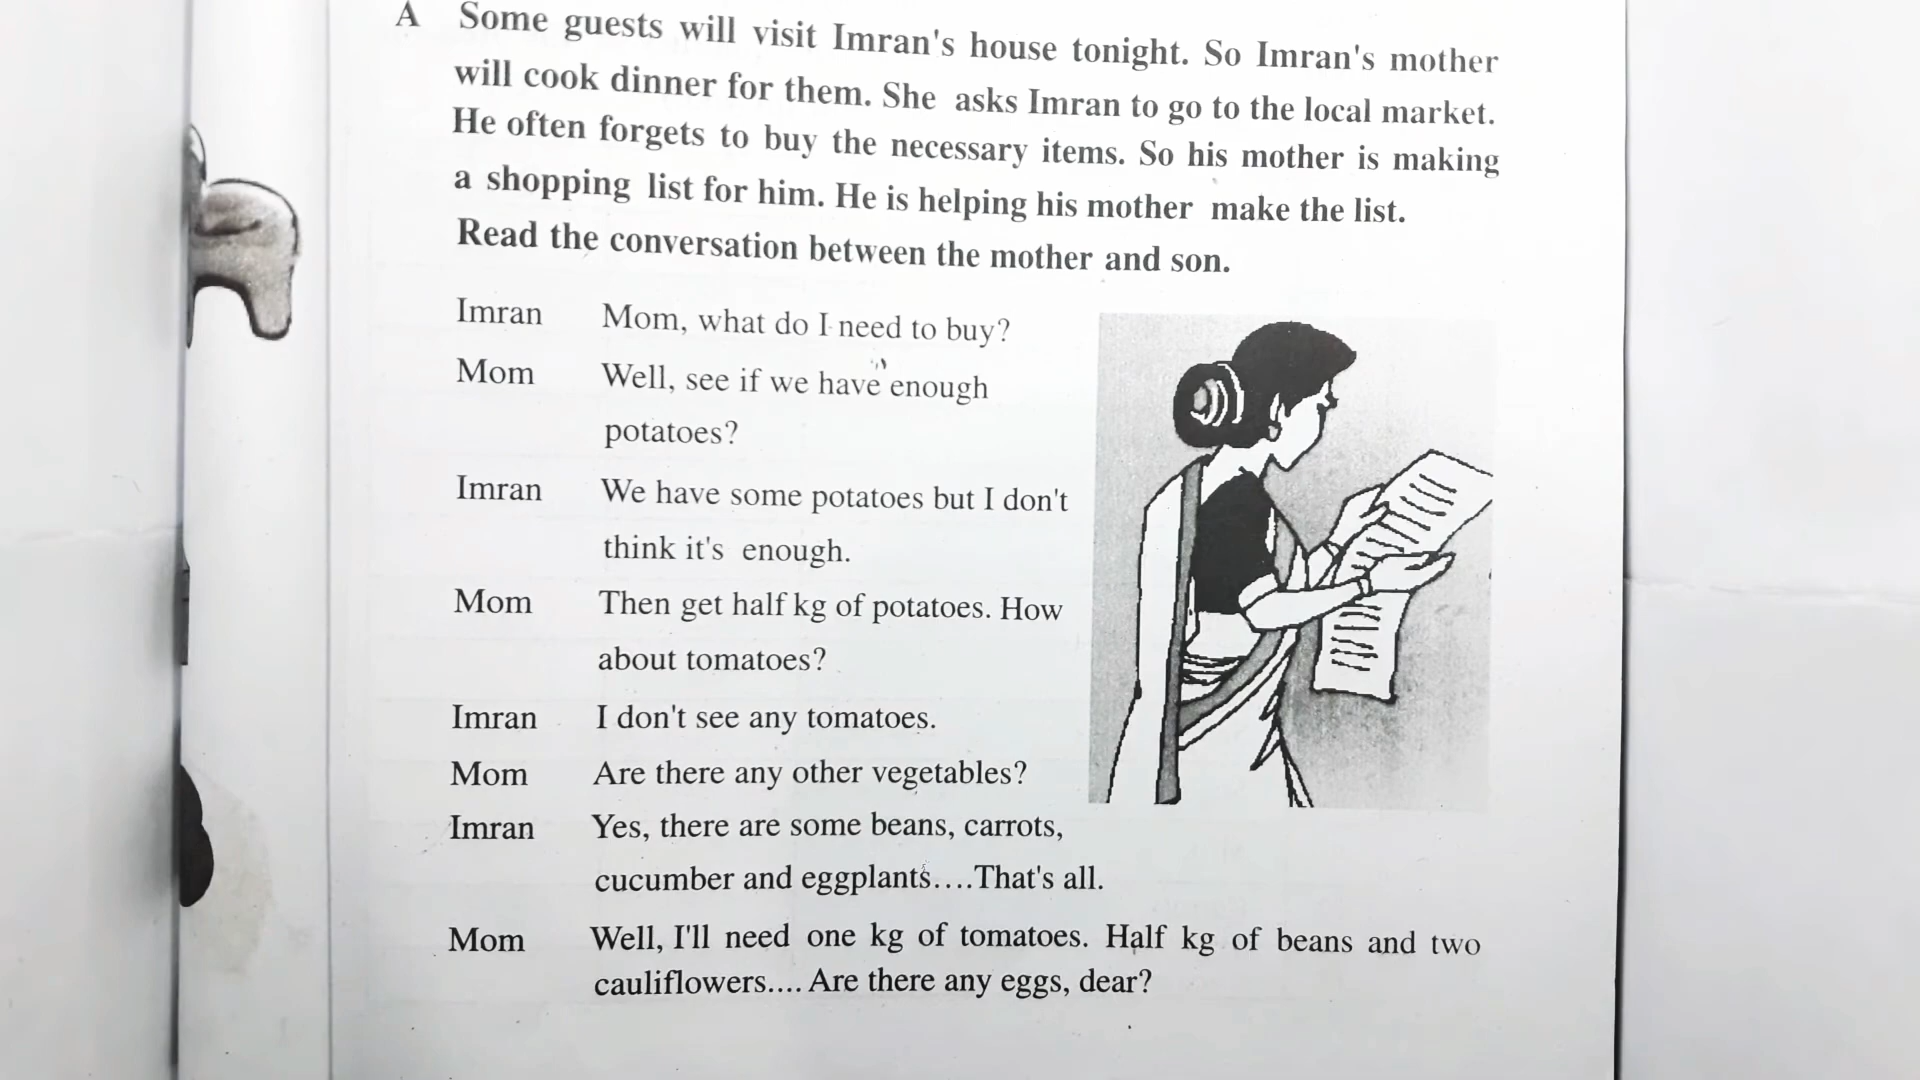 A Some guests will visit Imran's house tonight. So Imran's mother
will cook dinner for them. She asks Imran to go to the local market.
He often forgets to buy the necessary items. So his mother is making
a shopping list for him. He is helping his mother make the list.
Read the conversation between the mother and son.
Imran Mom, what do I need to buy?
Mom Well, see if we have enough
potatoes?
Imran We have some potatoes but I don't
think it's enough.
Mom Then get half kg of potatoes. How
about tomatoes?
Imran I don't see any tomatoes.
Mom Are there any other vegetables?
Imran Yes, there are some beans, carrots,
cucumber and eggplants....That's all.
Mom Well, I'll need one kg of tomatoes. Half kg of beans and two
cauliflowers.... Are there any eggs, dear?